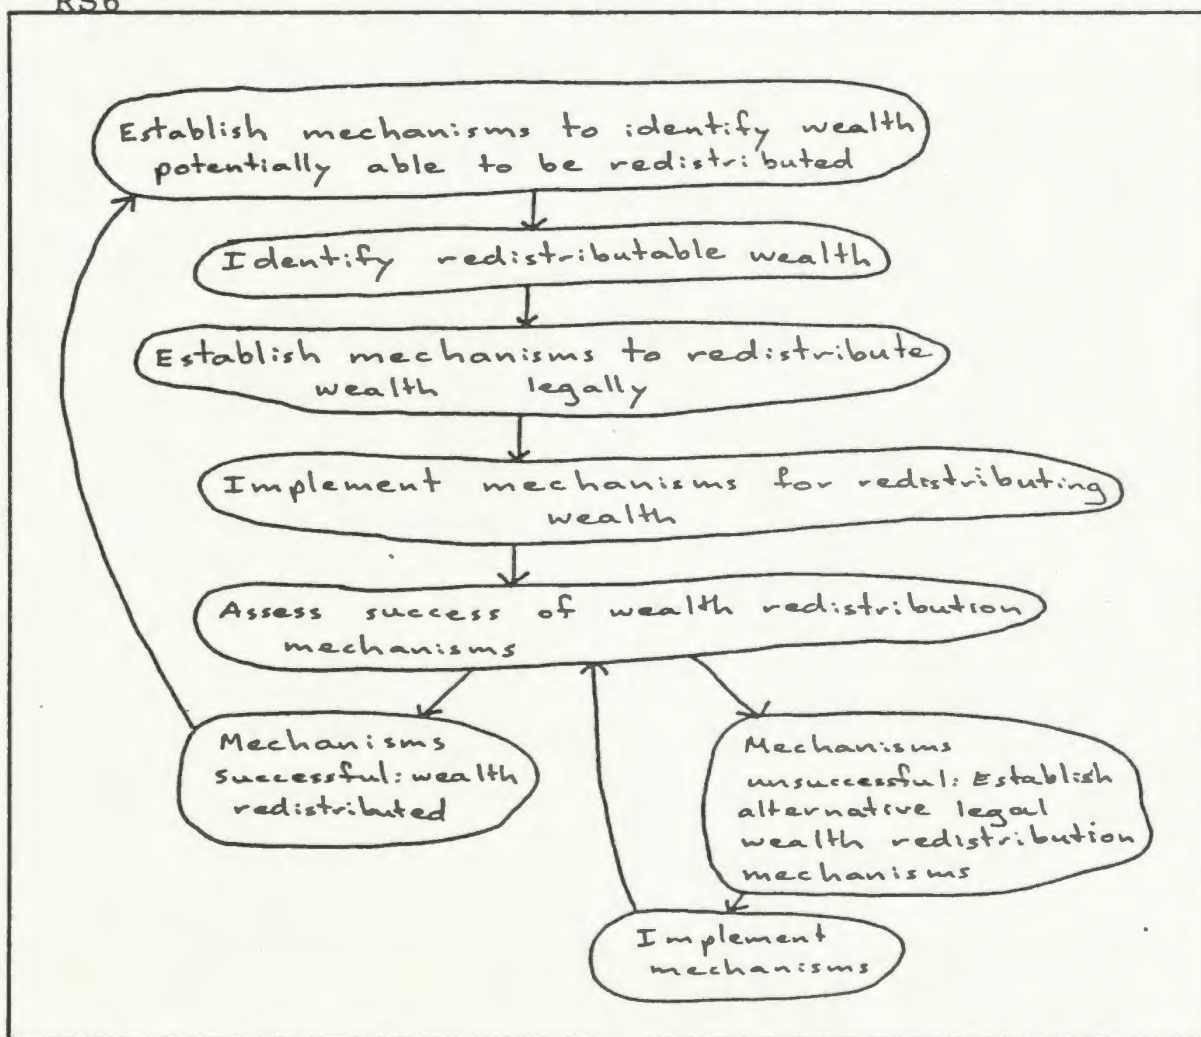 RS6
Establish mechanisms to identify wealth
potentially able to be redistributed
Identify redistributable wealth
Establish mechanisms to redistribute
wealth legally
Implement mechanisms for redistributing
wealth
Assess success of wealth redistribution
mechanisms
Mechanisms
successful: wealth
redistributed
Mechanisms
unsuccessful: Establish
alternative legal
wealth redistribution
mechanisms
Implement
mechanisms